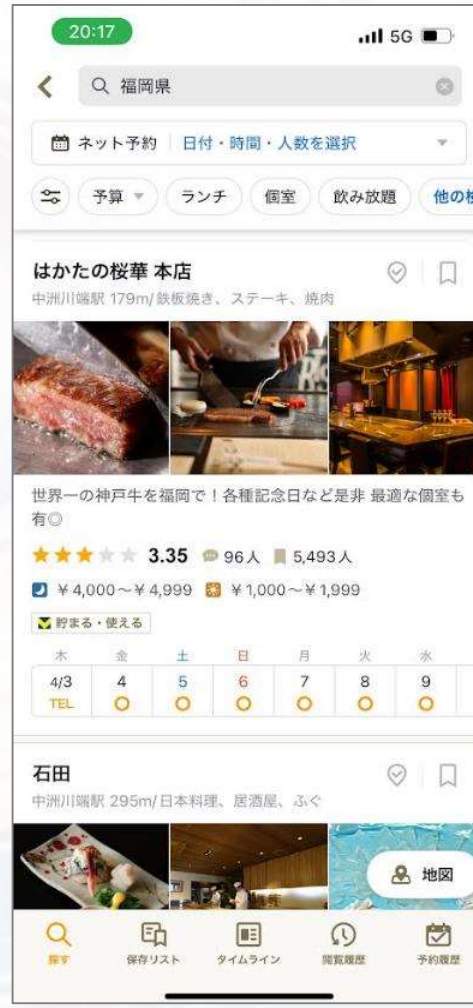 20:17 5G
福岡県
ネット予約 日付・時間・人数を選択
予算 ランチ 個室 飲み放題 他の検
はかたの桜華 本店
中洲川端駅 179m/ 鉄板焼き、ステーキ、焼肉
世界一の神戸牛を福岡で!各種記念日など是非 最適な個室も
有◎
3.35 96人 5,493人
¥4,000~¥4,999 ¥1,000~¥1,999
貯まる・使える
木 金 土 日 月 火 水
4/3 4 5 6 7 8 9
TEL
石田
中洲川端駅 295m/ 日本料理、居酒屋、ふぐ
地図
探す 保存リスト タイムライン 閲覧履歴 予約履歴